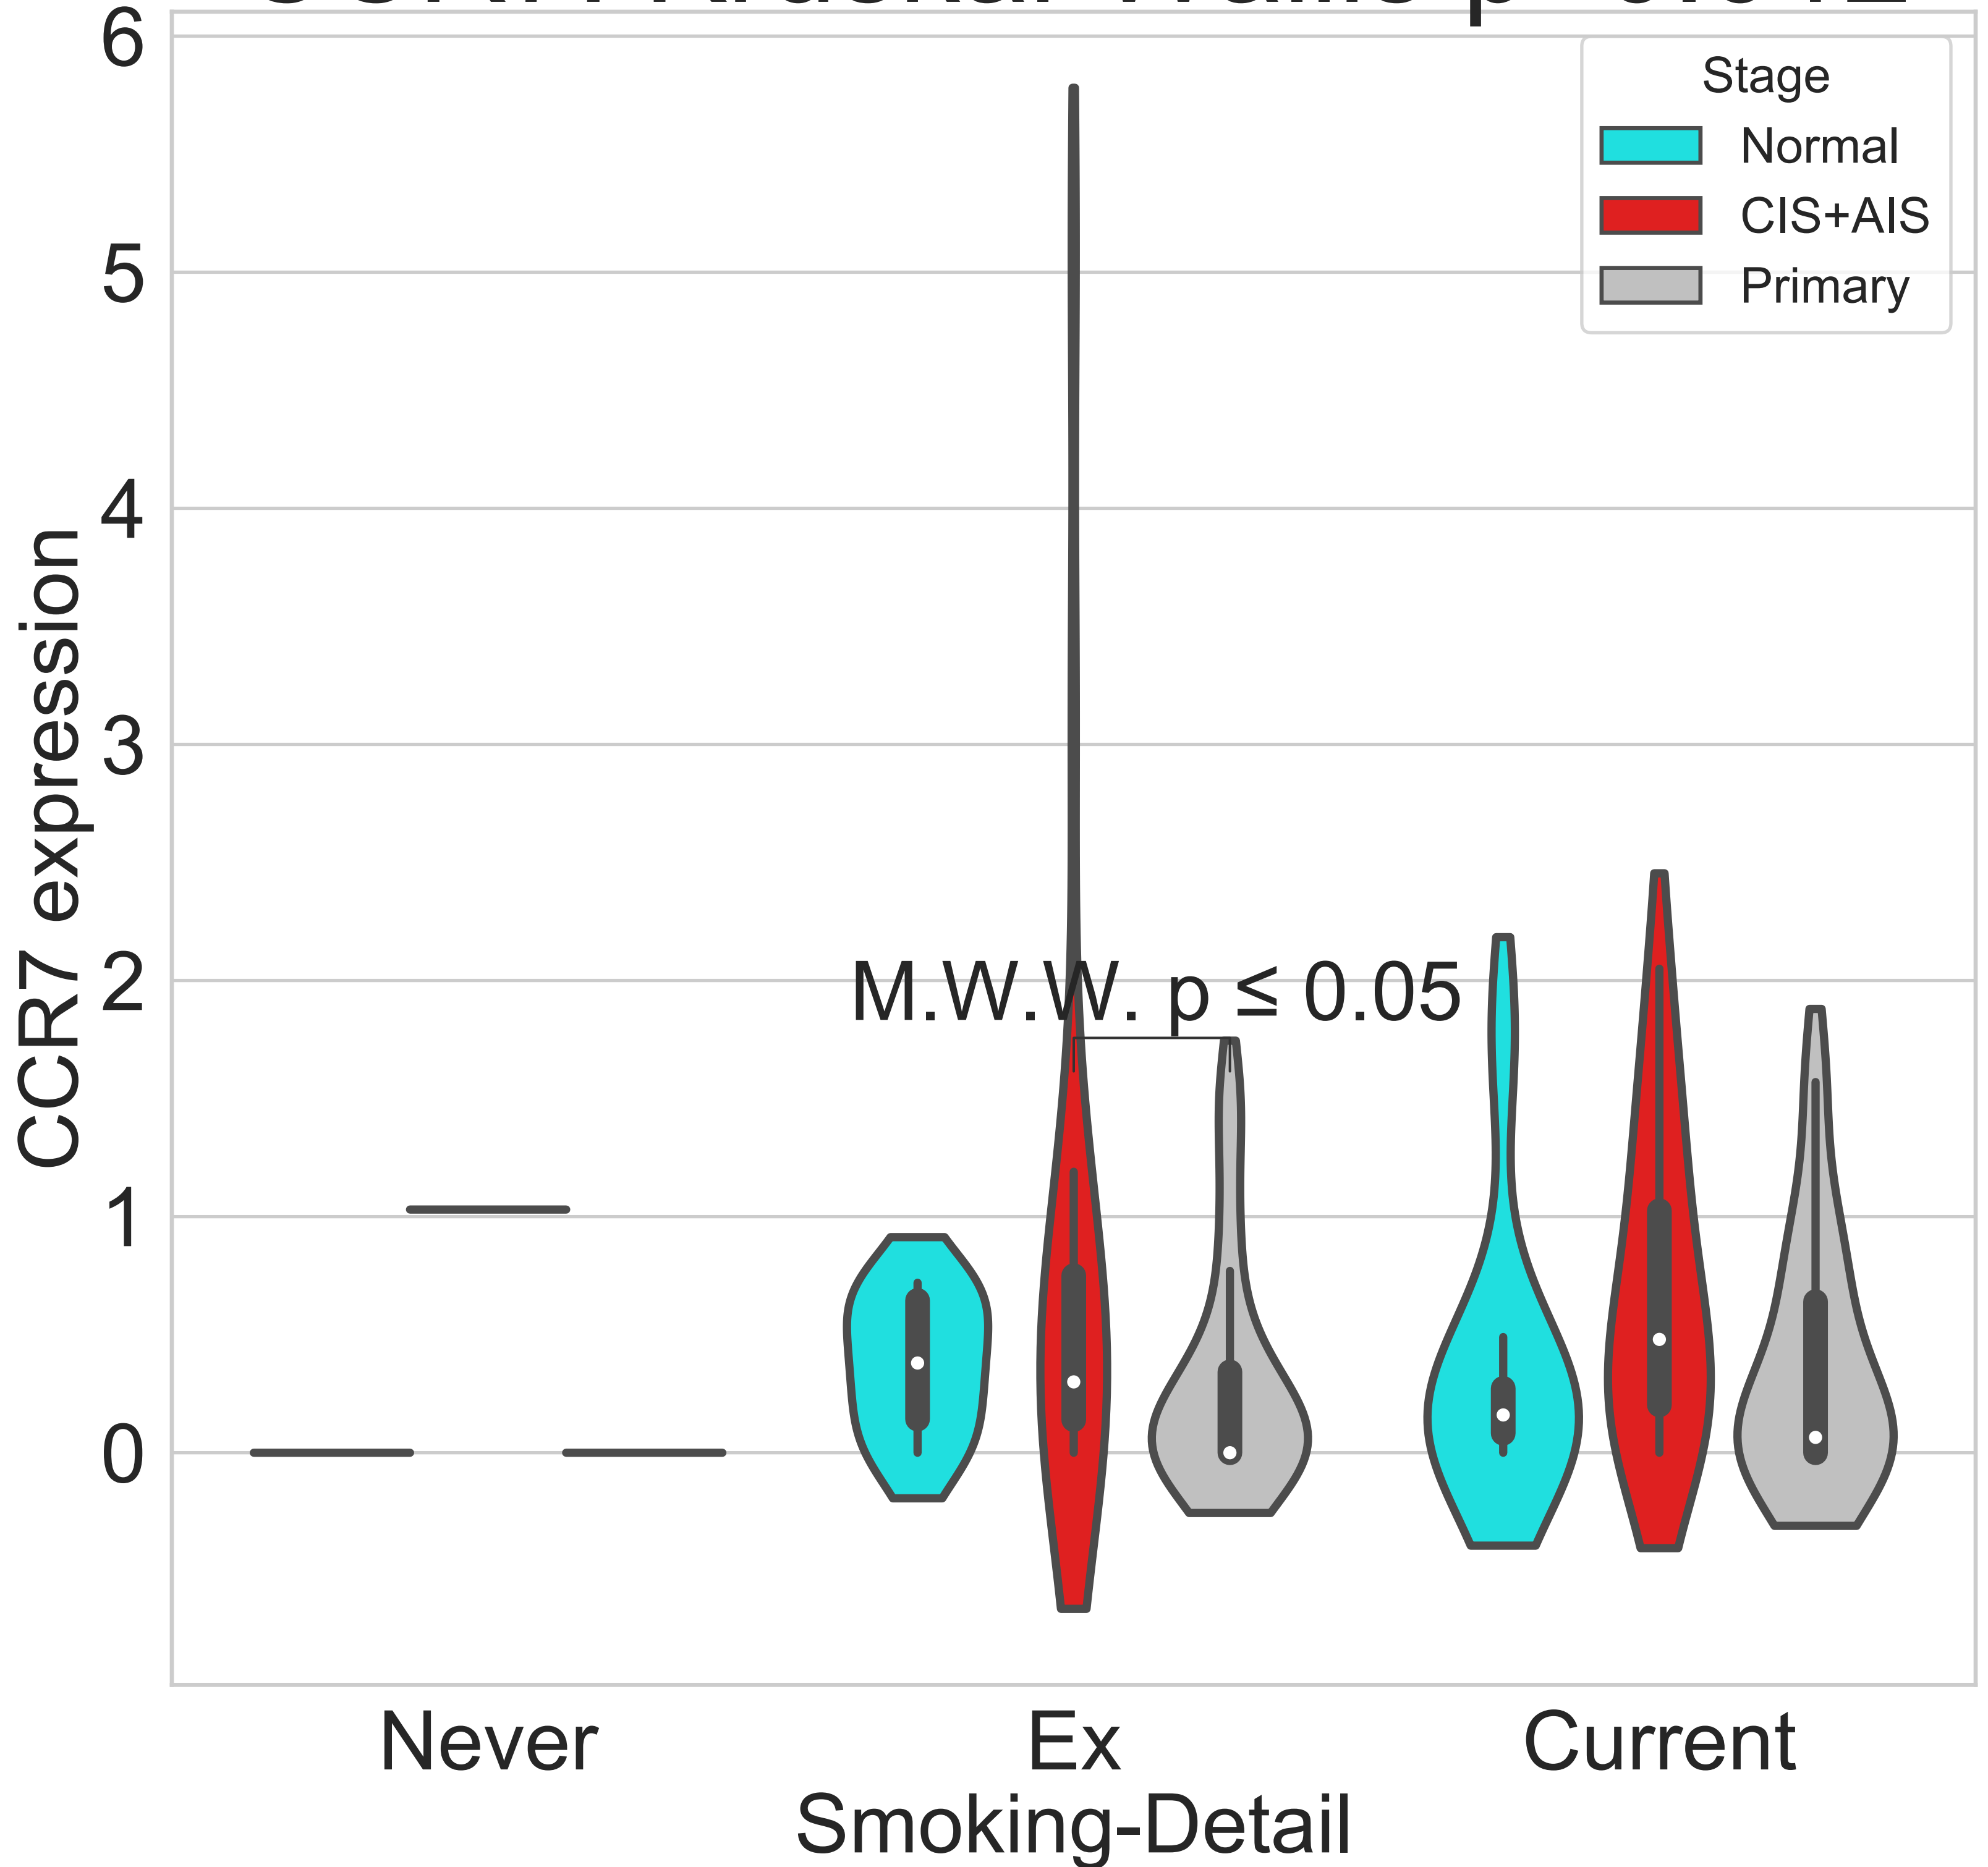 6
5
4
3
2
1
0
CCR7 expression
Stage
Normal
CIS+AIS
Primary
M.W.W. p ≤ 0.05
Never
Ex
Current
Smoking-Detail